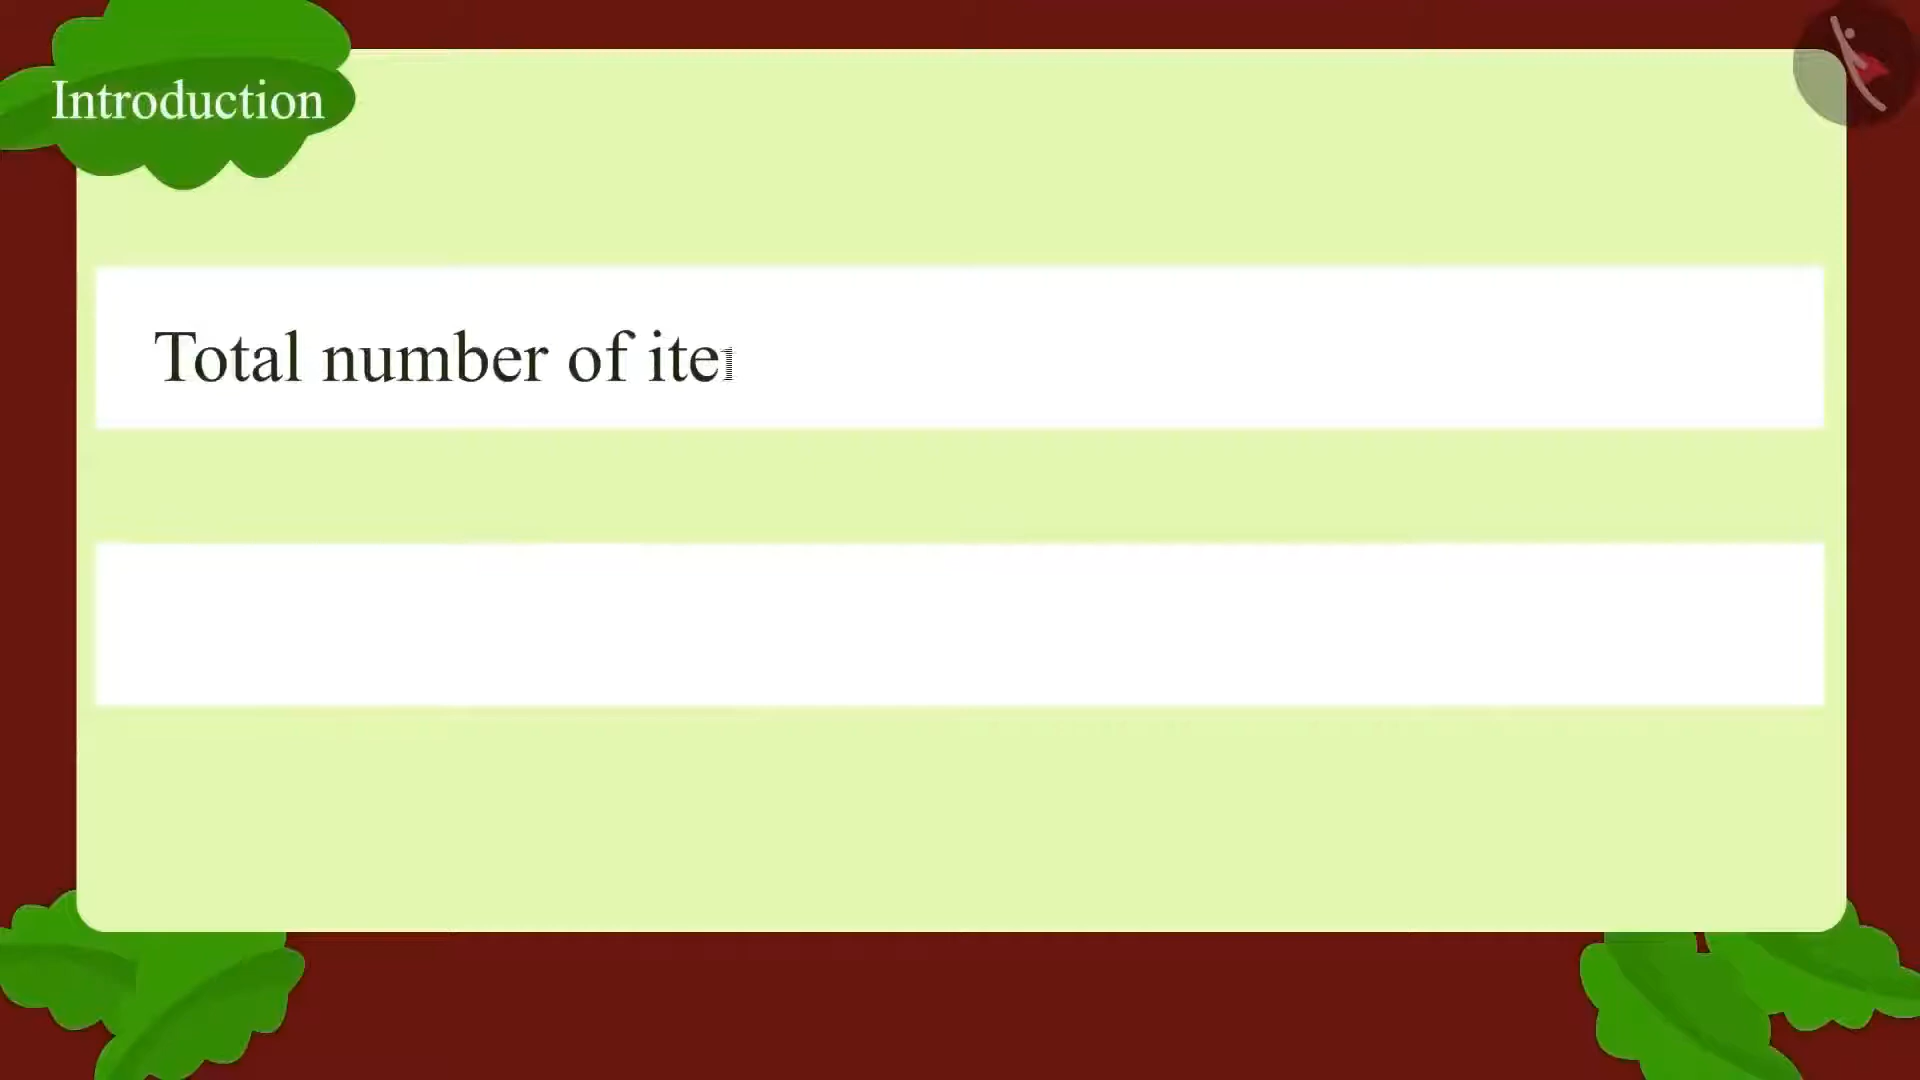 Introduction
Total number of ite